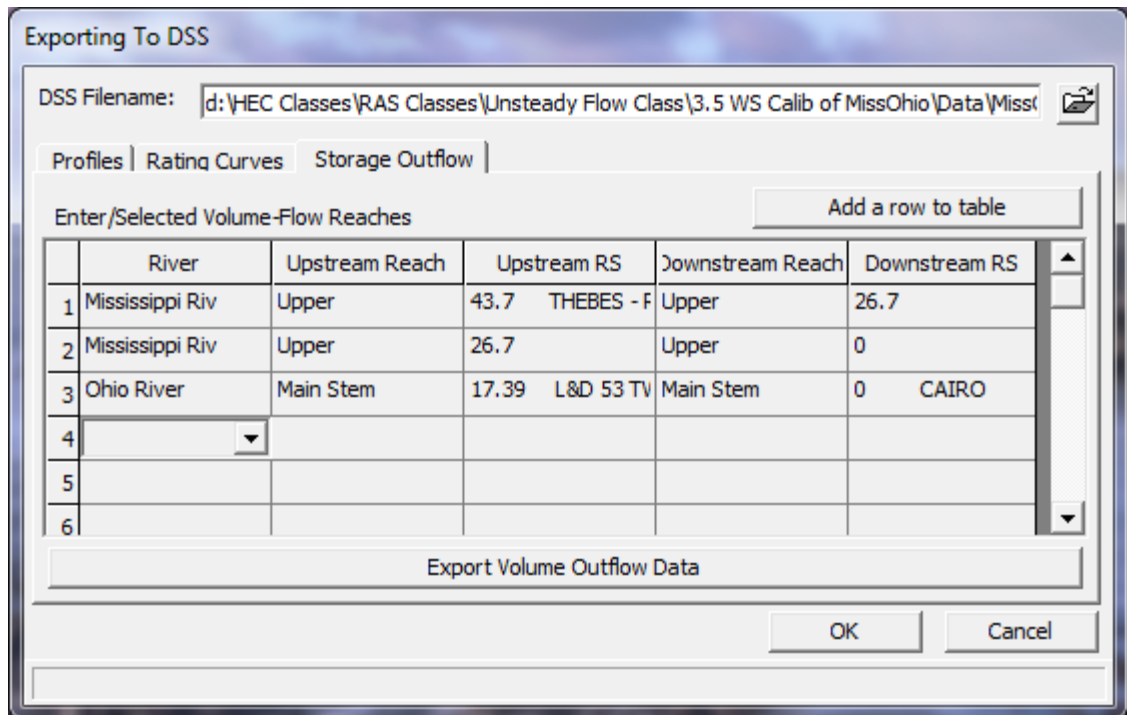 Exporting To DSS
DSS Filename: d:\HEC Classes\RAS Classes\Unsteady Flow Class\3.5 WS Calib of MissOhio\Data\Miss
Profiles Rating Curves Storage Outflow
Enter/Selected Volume-Flow Reaches Add a row to table
River Upstream Reach Upstream RS Downstream Reach Downstream RS
1 Mississippi Riv Upper 43.7 THEBES - Upper 26.7
2 Mississippi Riv Upper 26.7 Upper 0
3 Ohio River Main Stem 17.39 L&D 53 TW Main Stem 0 CAIRO
4
5
6
Export Volume Outflow Data
OK Cancel